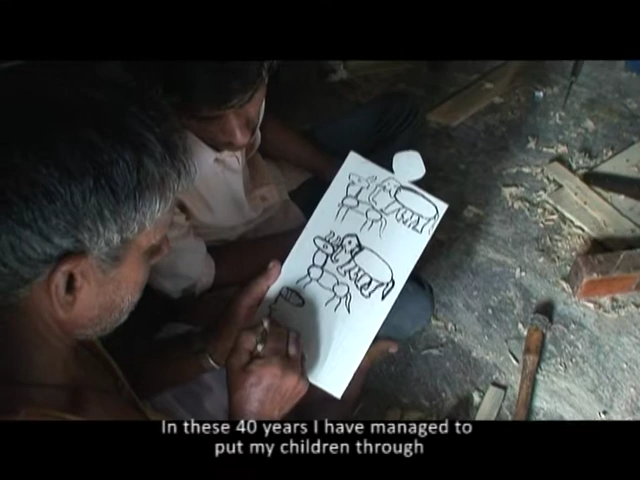 In these 40 years I have managed to
put my children through